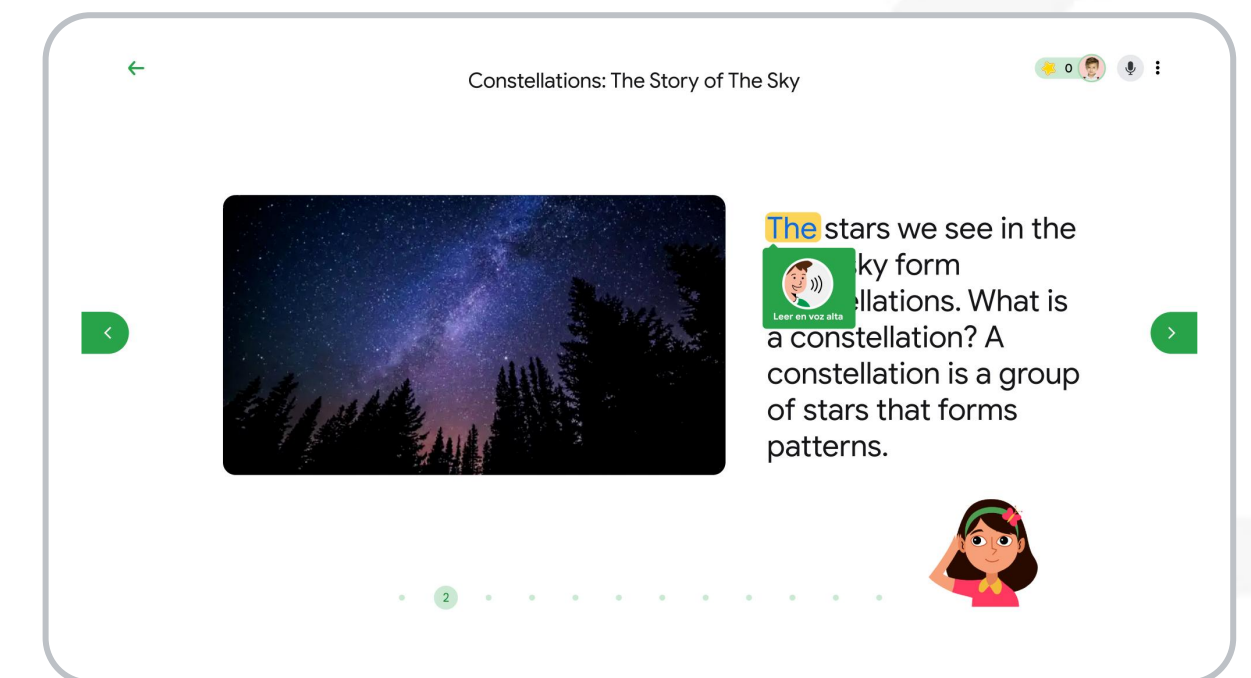 Constellations: The Story of The Sky
0
The stars we see in the
ky form
ellations. What is
Leer en voz alta
a constellation? A
constellation is a group
of stars that forms
patterns.
2